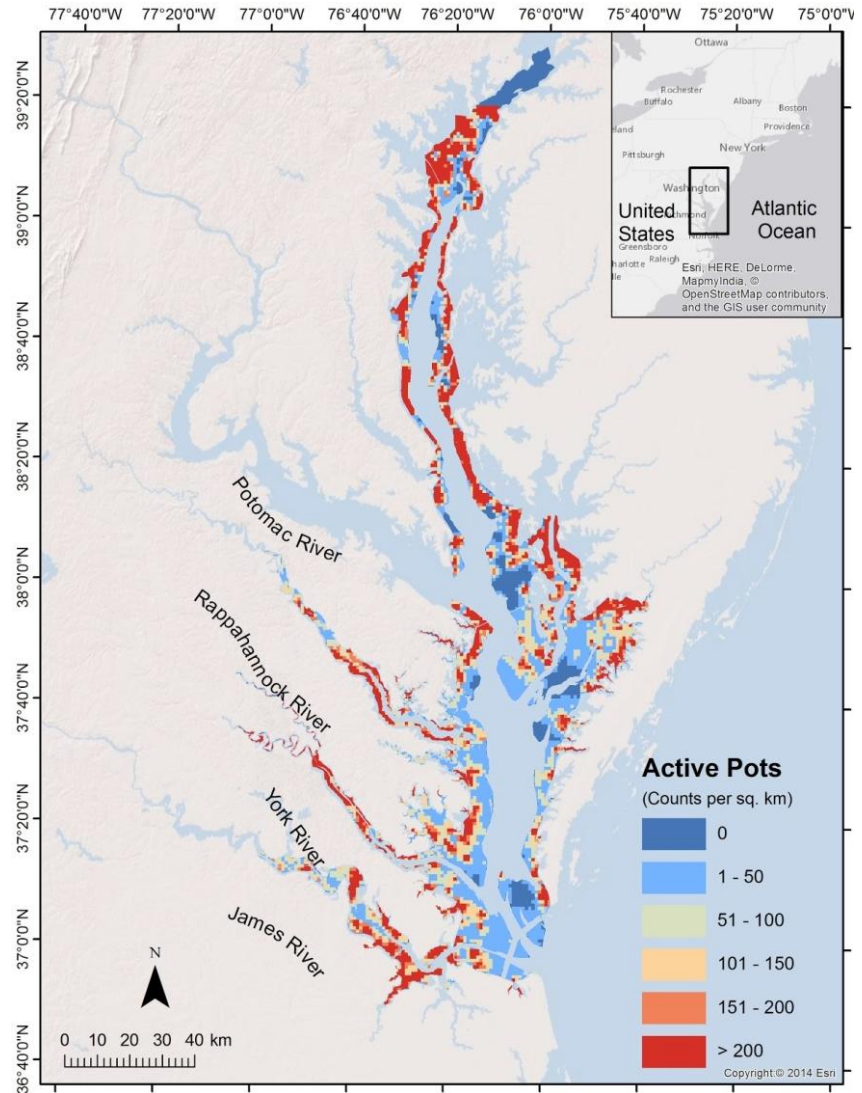 77°40'0"W 77°20'0"W 77°0'0"W 76°40'0"W 76°20'0"W 76°0'0"W 75°40'0"W 75°20'0"W 75°0'0"W
39°20'0"N
39°0'0"N
38°40'0"N
38°20'0"N
38°0'0"N
37°40'0"N
37°20'0"N
37°0'0"N
36°40'0"N
Ottawa
Rochester
Buffalo
Albany
Boston
Providence
eland
New York
Pittsburgh
Washington
United
States
Atlantic
Ocean
Norfolk
Greensboro
Raleigh
harlotte
lle
Esri, HERE, DeLorme,
MapmyIndia, ©
OpenStreetMap contributors,
and the GIS user community
Potomac River
Rappahannock River
York River
James River
N
0 10 20 30 40 km
Active Pots
(Counts per sq. km)
0
1 - 50
51 - 100
101 - 150
151 - 200
> 200
Copyright:© 2014 Esri